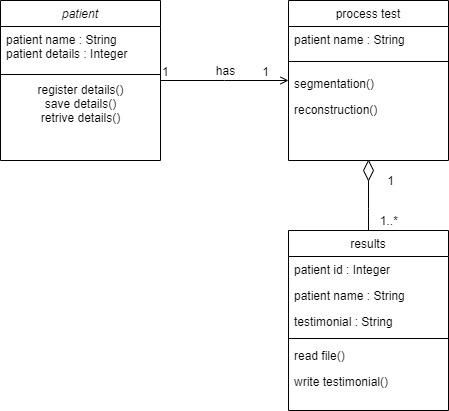 patient
patient name : String
patient details : Integer
register details()
save details()
retrive details()
1
has
1
process test
patient name : String
segmentation()
reconstruction()
1
1..*
results
patient id : Integer
patient name : String
testimonial : String
read file()
write testimonial()